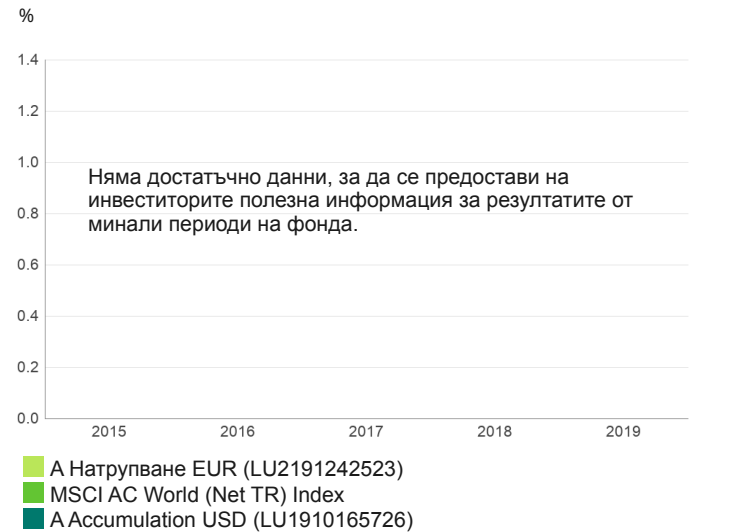 %
1.4
1.2
1.0
Няма достатъчно данни, за да се предостави на
инвеститорите полезна информация за резултатите от
0.8
минали периоди на фонда.
0.6
0.4
0.2
0.0
2015 2016 2017 2018 2019
А Натрупване EUR (LU2191242523)
MSCI AC World (Net TR) Index
A Accumulation USD (LU1910165726)